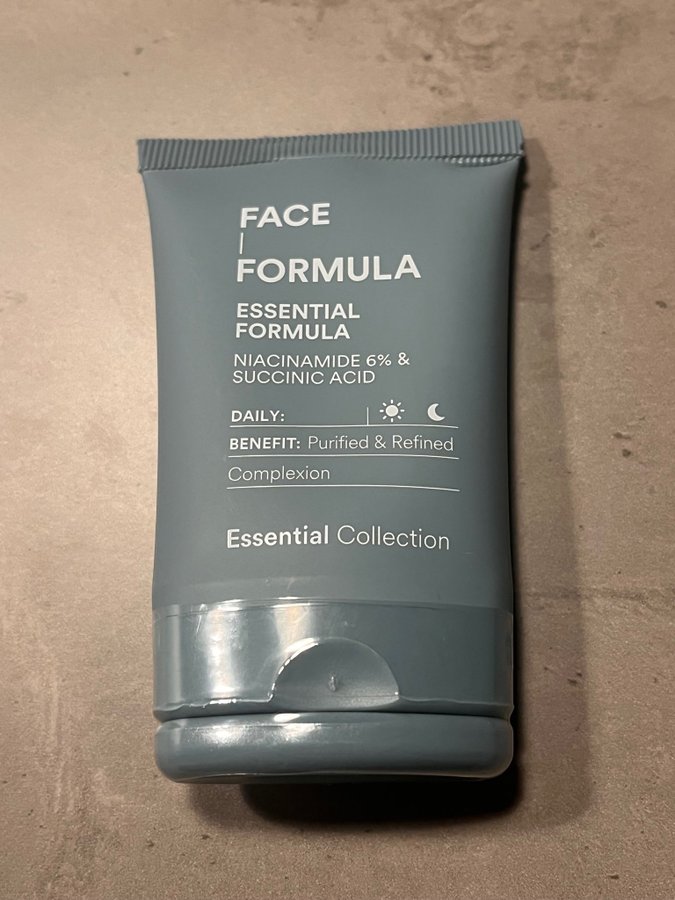 FACE
FORMULA
ESSENTIAL
FORMULA
NIACINAMIDE 6% &
SUCCINIC ACID
DAILY:
BENEFIT: Purified & Refined
Complexion
Essential Collection